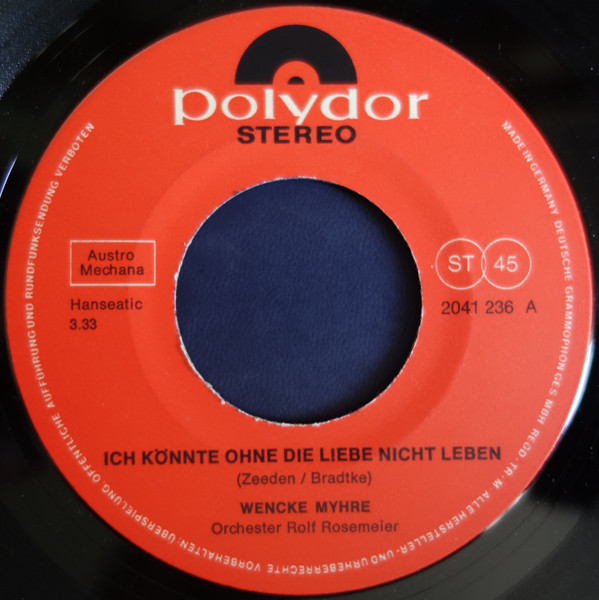 polydor
STEREO
Austro
Mechana
Hanseatic
3.33
ST 45
2041 236 A
ICH KÖNNTE OHNE DIE LIEBE NICHT LEBEN
(Zeeden / Bradtke)
WENCKE MYHRE
Orchester Rolf Rosemeier
MADE IN GERMANY DEUTSCHE GRAMMOPHON GES MBH REGD· TR· M· ALLE HERSTELLER- UND URHEBERRECHTE VORBEHALTEN: ÜBERSPIELUNG ÖFFENTLICHE AUFFÜHRUNG UND RUNDFUNKSENDUNG VERBOTEN